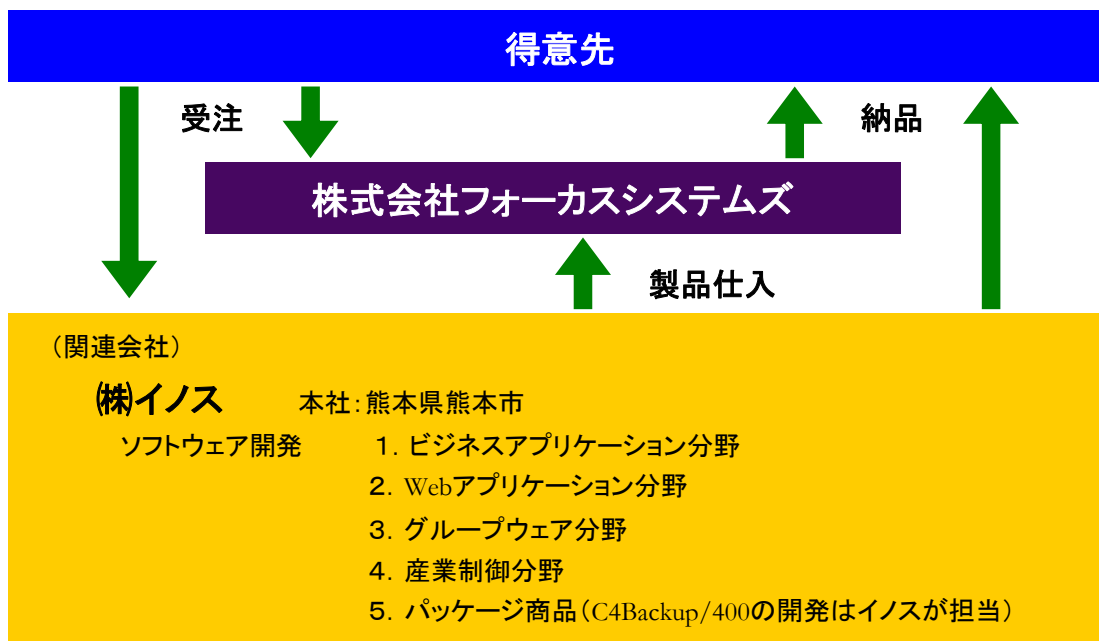 得意先
受注
納品
株式会社フォーカスシステムズ
製品仕入
（関連会社）
㈱イノス 本社：熊本県熊本市
ソフトウェア開発 １．ビジネスアプリケーション分野
２．Webアプリケーション分野
３．グループウェア分野
４．産業制御分野
５．パッケージ商品（C4Backup/400の開発はイノスが担当）